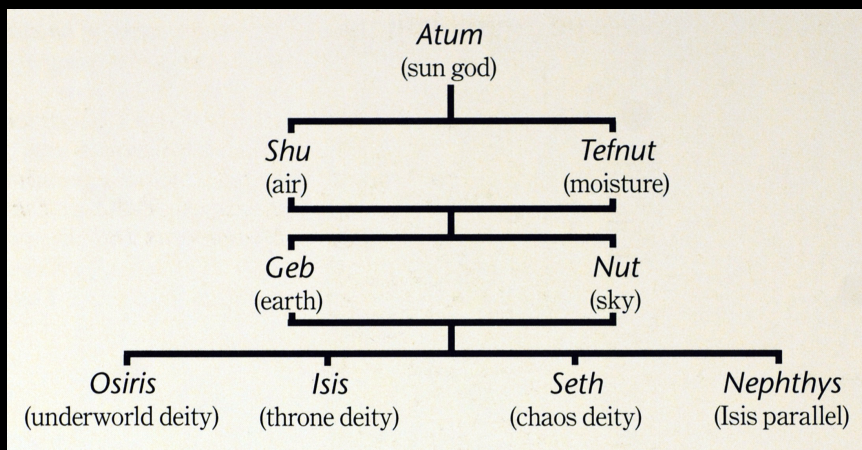 Atum
(sun god)
Shu Tefnut
(air) (moisture)
Geb Nut
(earth) (sky)
Osiris Isis Seth Nephthys
(underworld deity) (throne deity) (chaos deity) (Isis parallel)